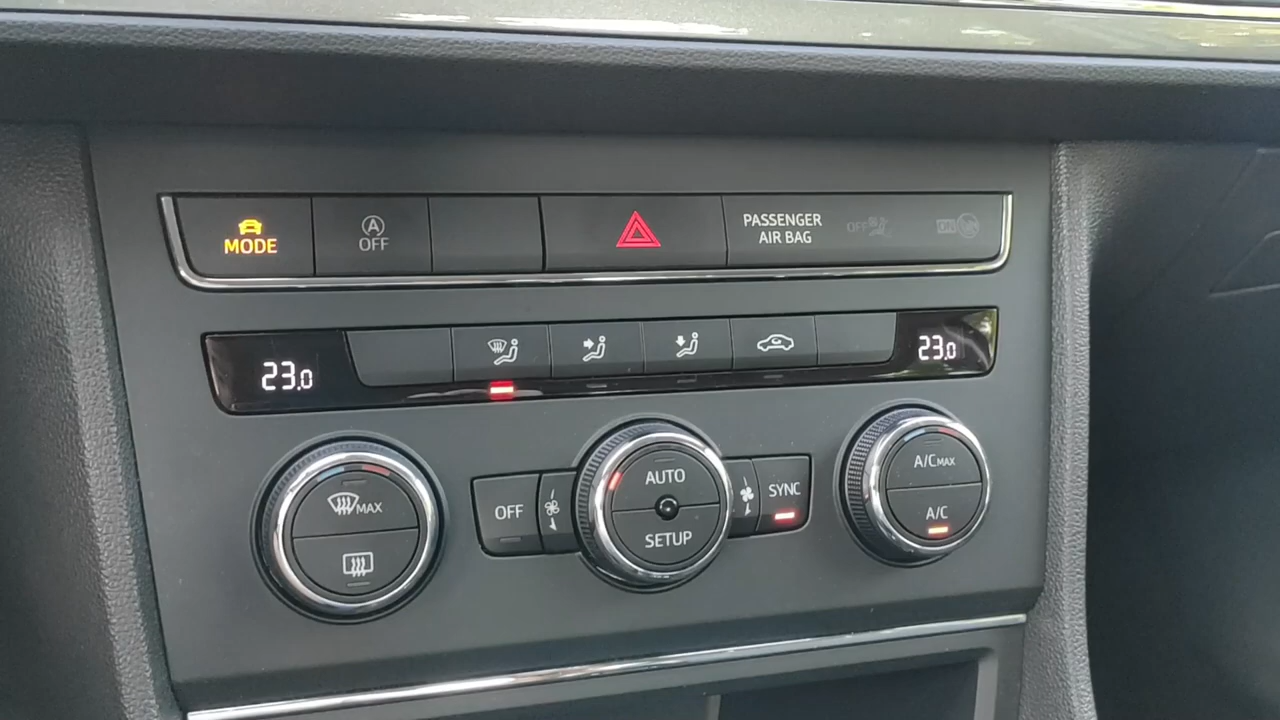 MODE
A
OFF
PASSENGER
AIR BAG
OFF
ON
23.0
23.0
MAX
OFF
AUTO
SETUP
SYNC
A/C MAX
A/C